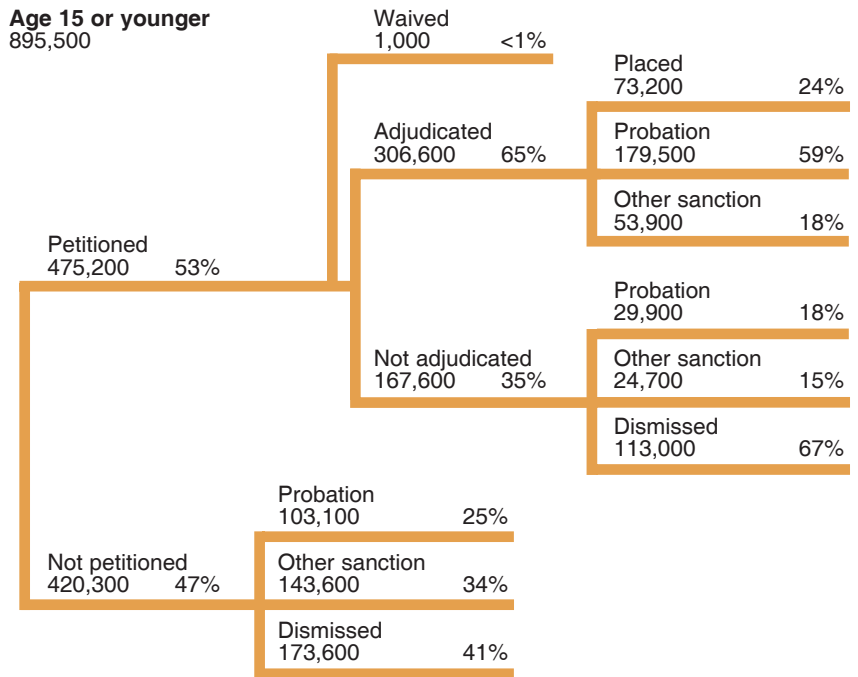 Age 15 or younger
895,500
Waived
1,000 <1%
Placed
73,200 24%
Adjudicated
306,600 65%
Probation
179,500 59%
Other sanction
53,900 18%
Petitioned
475,200 53%
Probation
29,900 18%
Not adjudicated
167,600 35%
Other sanction
24,700 15%
Dismissed
113,000 67%
Probation
103,100 25%
Not petitioned
420,300 47%
Other sanction
143,600 34%
Dismissed
173,600 41%